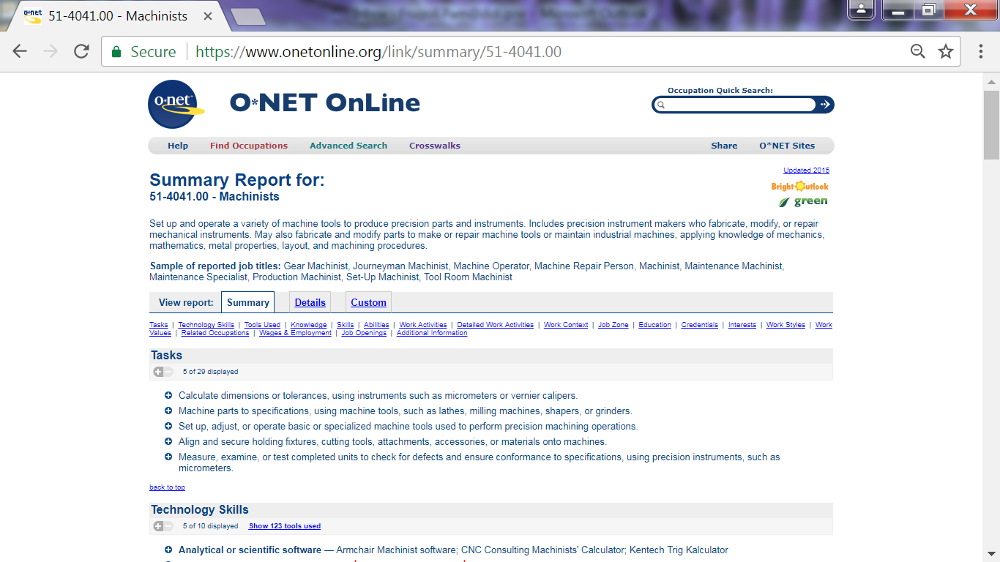 o*net 51-4041.00 - Machinists
Secure https://www.onetonline.org/link/summary/51-4041.00
o*net O*NET OnLine
Occupation Quick Search:
Help Find Occupations Advanced Search Crosswalks Share O*NET Sites
Updated 2015
Summary Report for:
Bright Outlook
51-4041.00 - Machinists
green
Set up and operate a variety of machine tools to produce precision parts and instruments. Includes precision instrument makers who fabricate, modify, or repair
mechanical instruments. May also fabricate and modify parts to make or repair machine tools or maintain industrial machines, applying knowledge of mechanics,
mathematics, metal properties, layout, and machining procedures.
Sample of reported job titles: Gear Machinist, Journeyman Machinist, Machine Operator, Machine Repair Person, Machinist, Maintenance Machinist,
Maintenance Specialist, Production Machinist, Set-Up Machinist, Tool Room Machinist
View report: Summary Details Custom
Tasks | Technology Skills | Tools Used | Knowledge | Skills | Abilities | Work Activities | Detailed Work Activities | Work Context | Job Zone | Education | Credentials | Interests | Work Styles | Work
Values | Related Occupations | Wages & Employment | Job Openings | Additional Information
Tasks
5 of 29 displayed
Calculate dimensions or tolerances, using instruments such as micrometers or vernier calipers.
Machine parts to specifications, using machine tools, such as lathes, milling machines, shapers, or grinders.
Set up, adjust, or operate basic or specialized machine tools used to perform precision machining operations.
Align and secure holding fixtures, cutting tools, attachments, accessories, or materials onto machines.
Measure, examine, or test completed units to check for defects and ensure conformance to specifications, using precision instruments, such as
micrometers.
back to top
Technology Skills
5 of 10 displayed Show 123 tools used
Analytical or scientific software — Armchair Machinist software; CNC Consulting Machinists' Calculator; Kentech Trig Kalculator